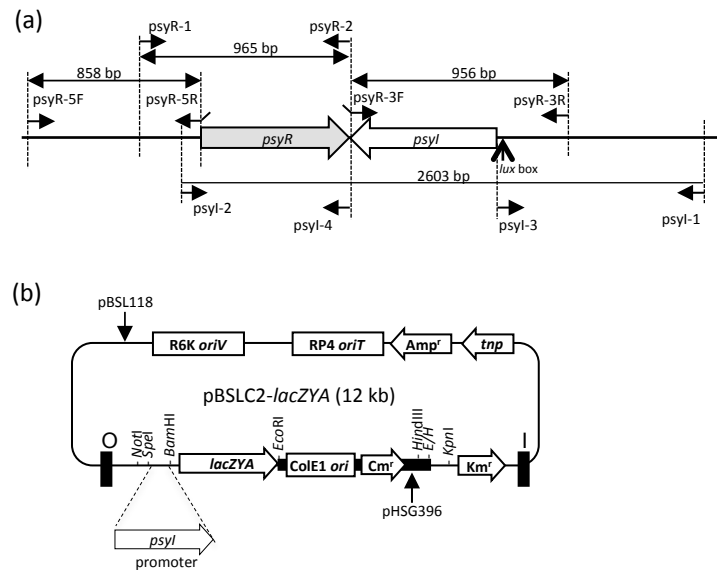 (a)
psyR-1
psyR-2
965 bp
858 bp
956 bp
psyR-5F
psyR-5R
psyR-3F
psyR-3R
psyR
psyI
lux box
2603 bp
psyI-2
psyI-4
psyI-3
psyI-1
(b)
pBSL118
R6K oriV
RP4 oriT
Ampʳ
tnp
pBSLC2-lacZYA (12 kb)
O
NotI
SpeI
BamHI
EcoRI
HindIII
E/H
KpnI
I
lacZYA
ColE1 ori
Cmʳ
Kmʳ
pHSG396
psyI
promoter